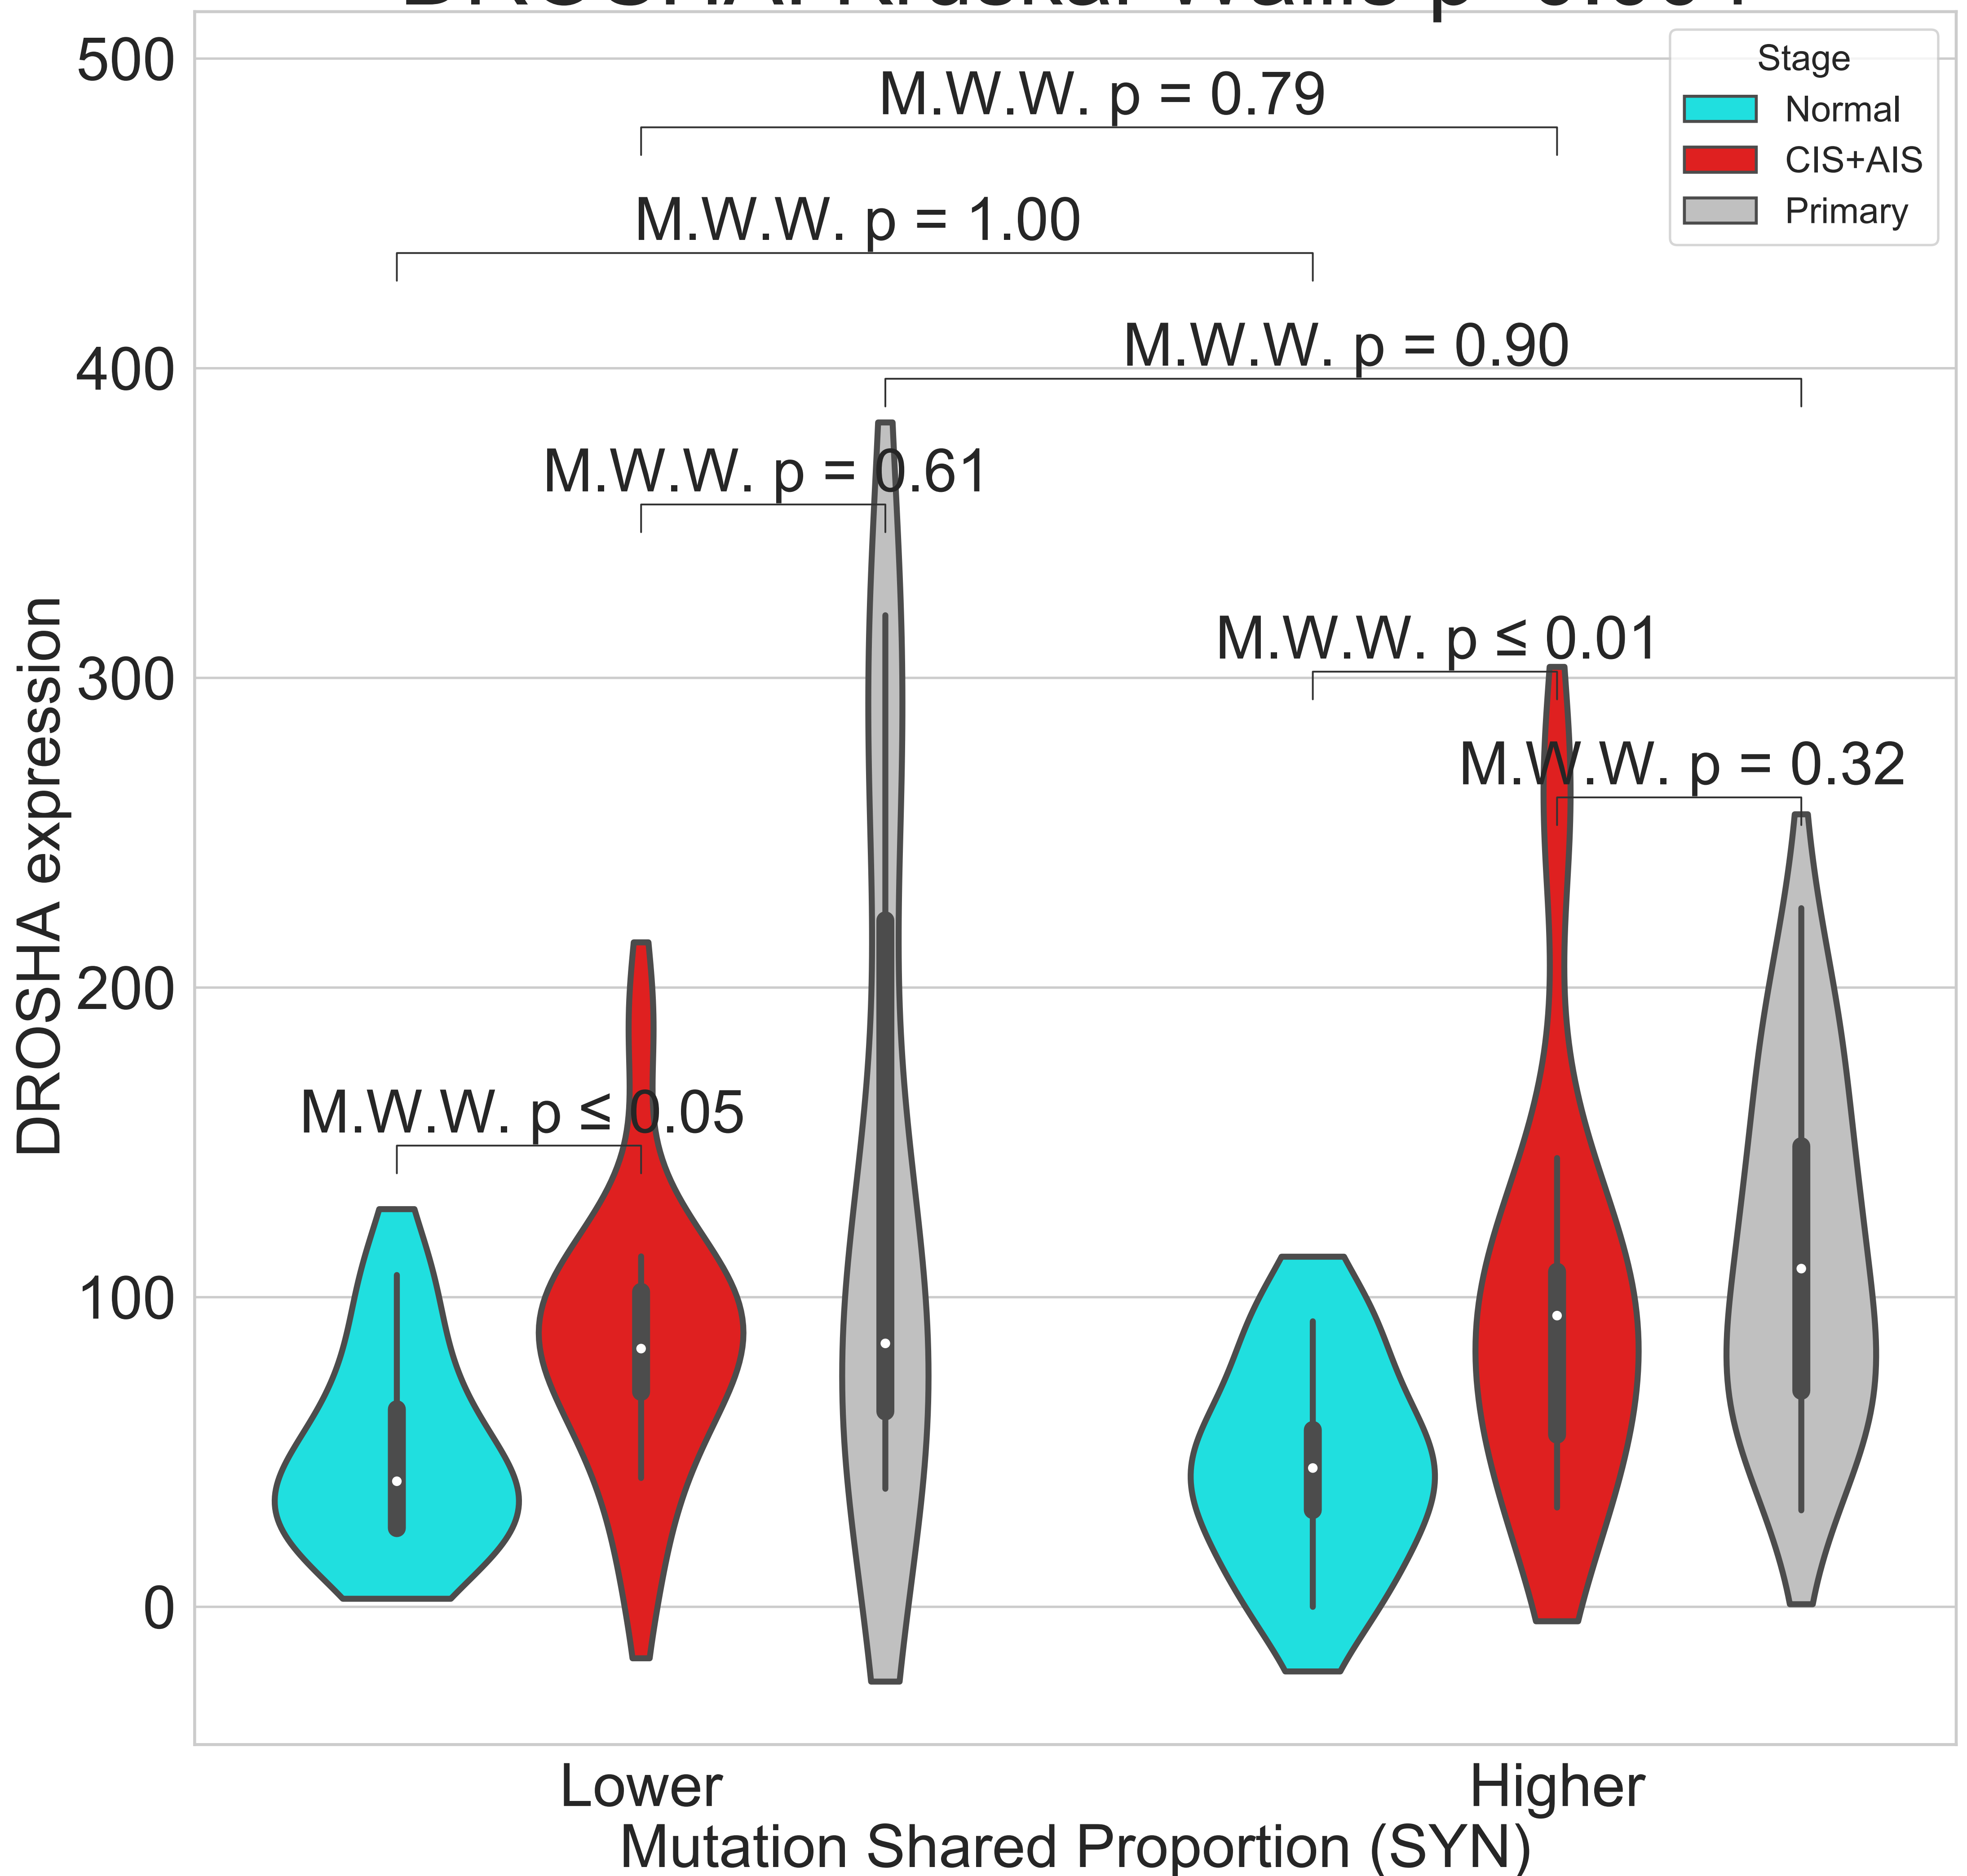 500
Stage
M.W.W. p = 0.79
Normal
CIS+AIS
Primary
M.W.W. p = 1.00
M.W.W. p = 0.90
400
M.W.W. p = 0.61
M.W.W. p ≤ 0.01
300
M.W.W. p = 0.32
DROSHA expression
200
M.W.W. p ≤ 0.05
100
0
Lower
Higher
Mutation Shared Proportion (SYN)